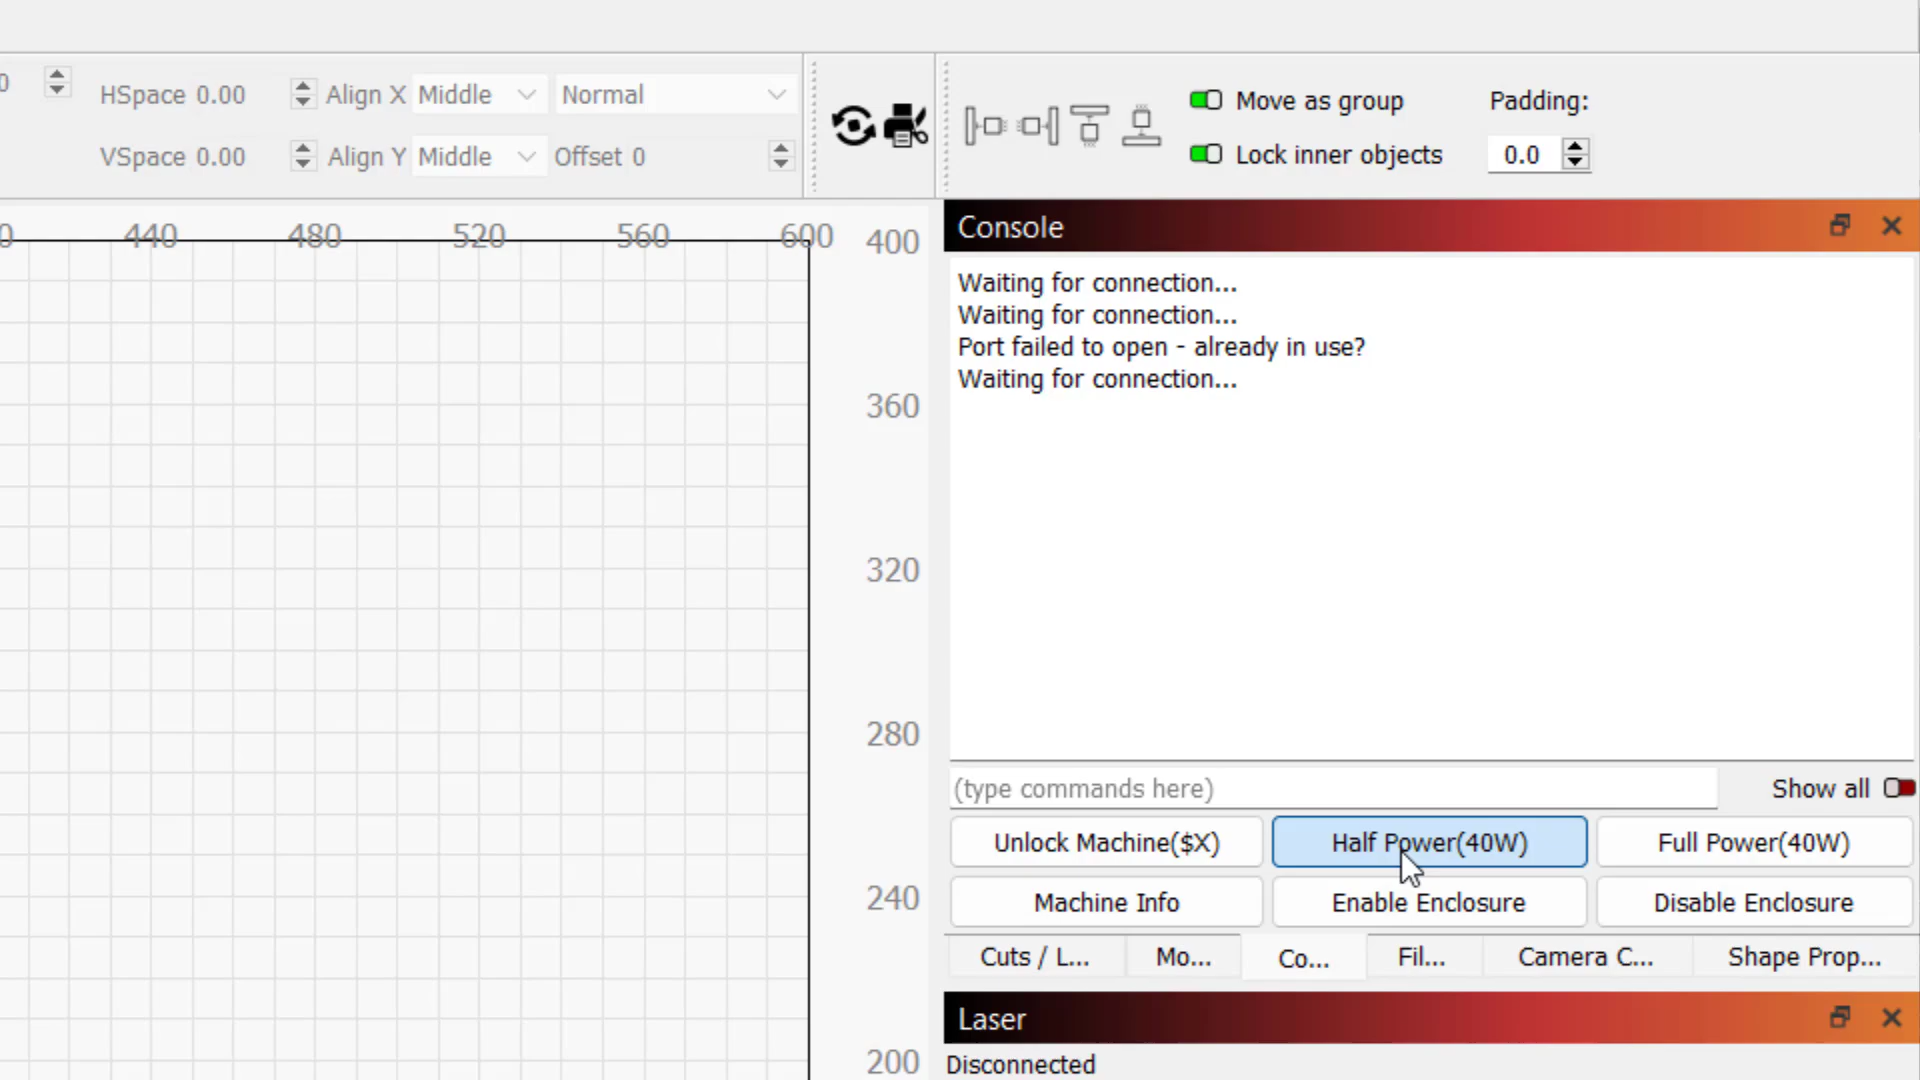 0
HSpace 0.00 Align X Middle Normal
VSpace 0.00 Align Y Middle Offset 0
Move as group Padding:
Lock inner objects 0.0
0 440 480 520 560 600 400
Console
Waiting for connection...
Waiting for connection...
Port failed to open - already in use?
Waiting for connection...
360
320
280
240
200
(type commands here) Show all
Unlock Machine($X) Half Power(40W) Full Power(40W)
Machine Info Enable Enclosure Disable Enclosure
Cuts / L... Mo... Co... Fil... Camera C... Shape Prop...
Laser
Disconnected